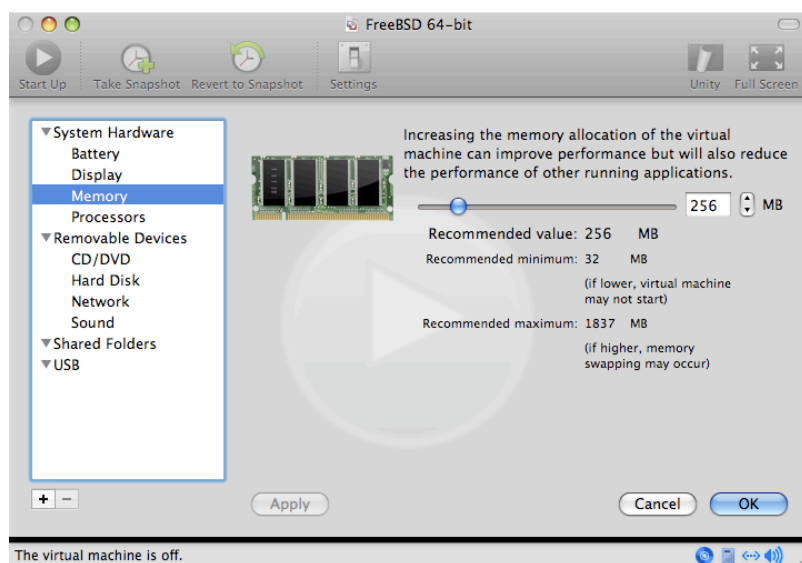 FreeBSD 64-bit
Start Up
Take Snapshot
Revert to Snapshot
Settings
Unity
Full Screen
System Hardware
Battery
Display
Memory
Processors
Removable Devices
CD/DVD
Hard Disk
Network
Sound
Shared Folders
USB
Increasing the memory allocation of the virtual
machine can improve performance but will also reduce
the performance of other running applications.
256 MB
Recommended value: 256 MB
Recommended minimum: 32 MB
(if lower, virtual machine
may not start)
Recommended maximum: 1837 MB
(if higher, memory
swapping may occur)
Apply
Cancel
OK
The virtual machine is off.